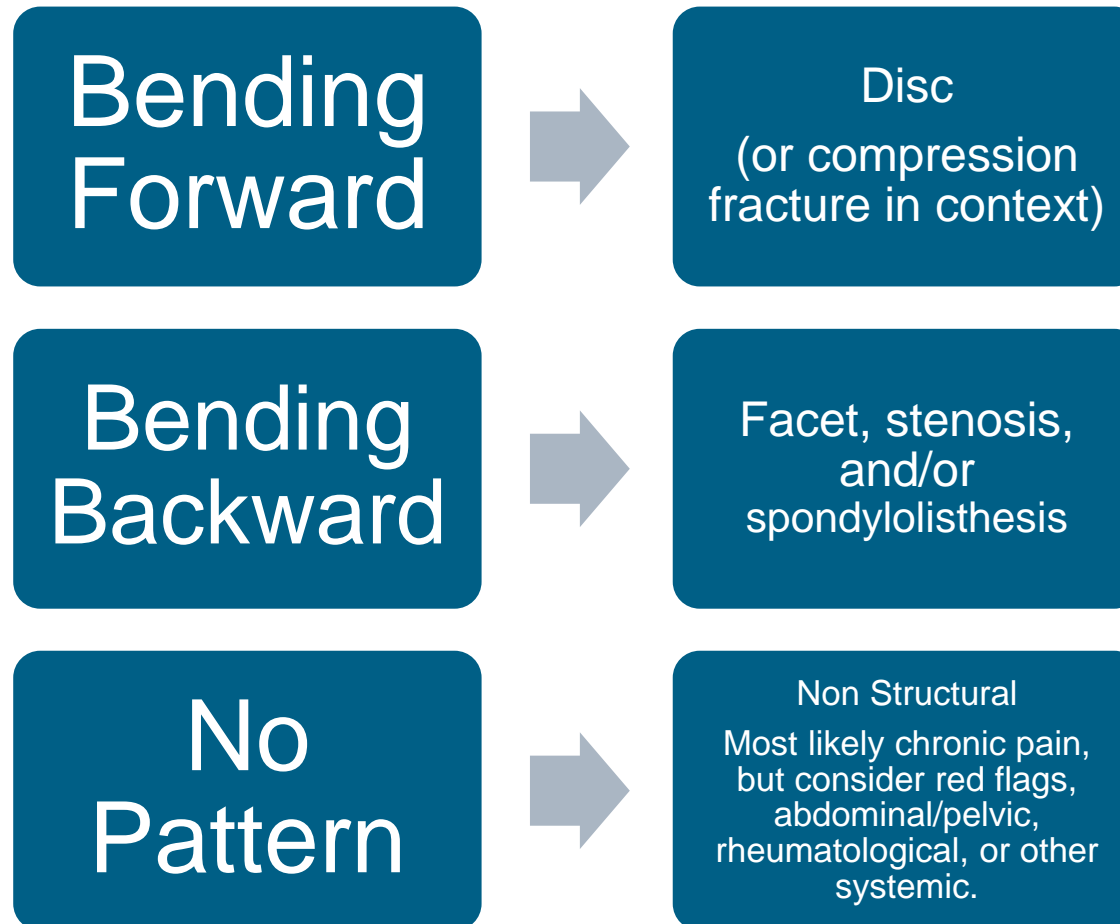 Bending
Forward
Disc
(or compression
fracture in context)
Bending
Backward
Facet, stenosis,
and/or
spondylolisthesis
No
Pattern
Non Structural
Most likely chronic pain,
but consider red flags,
abdominal/pelvic,
rheumatological, or other
systemic.